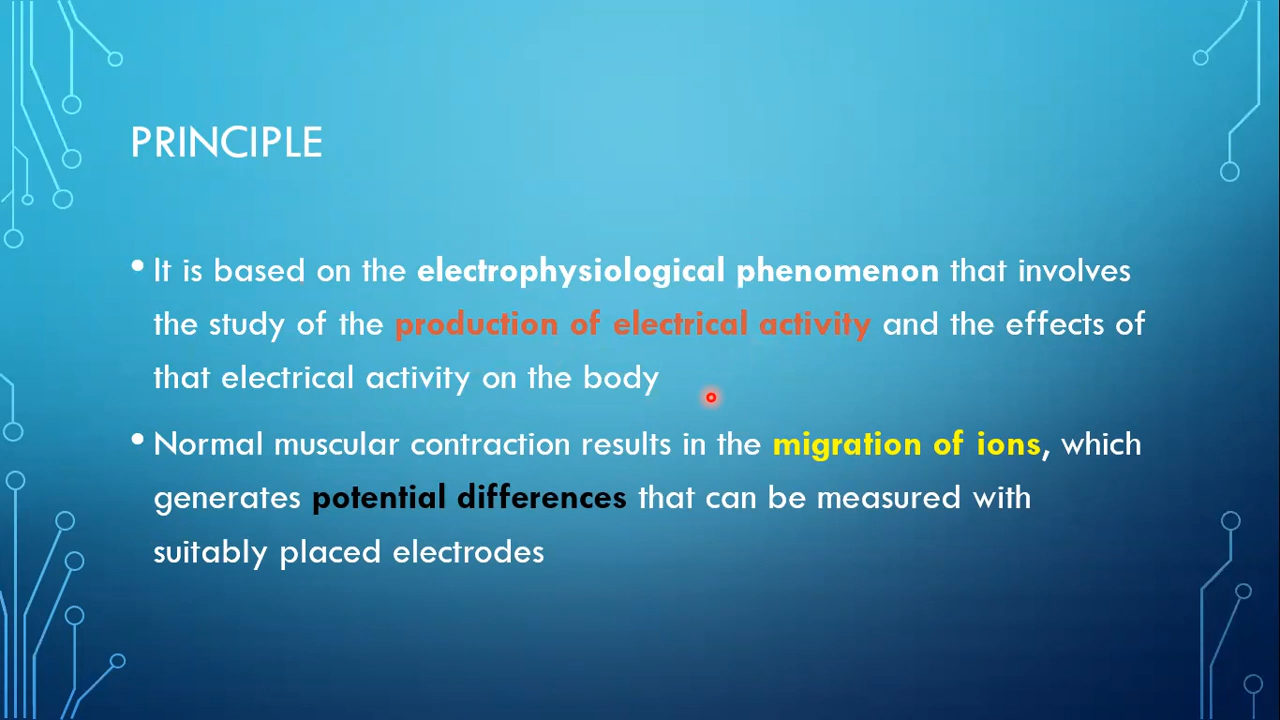 PRINCIPLE
• It is based on the electrophysiological phenomenon that involves
the study of the production of electrical activity and the effects of
that electrical activity on the body
• Normal muscular contraction results in the migration of ions, which
generates potential differences that can be measured with
suitably placed electrodes